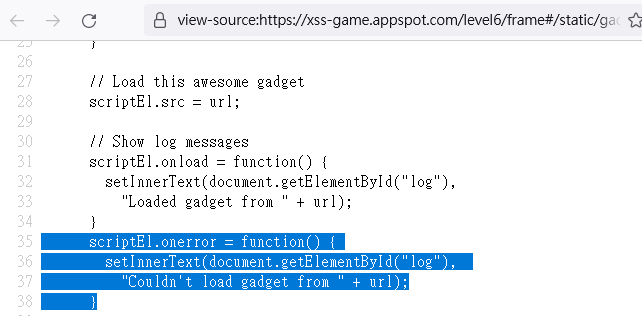 view-source:https://xss-game.appspot.com/level6/frame#/static/ga
25 }
26
27 // Load this awesome gadget
28 scriptEl.src = url;
29
30 // Show log messages
31 scriptEl.onload = function() {
32 setInnerText(document.getElementById("log"),
33 "Loaded gadget from " + url);
34 }
35 scriptEl.onerror = function() {
36 setInnerText(document.getElementById("log"),
37 "Couldn't load gadget from " + url);
38 }